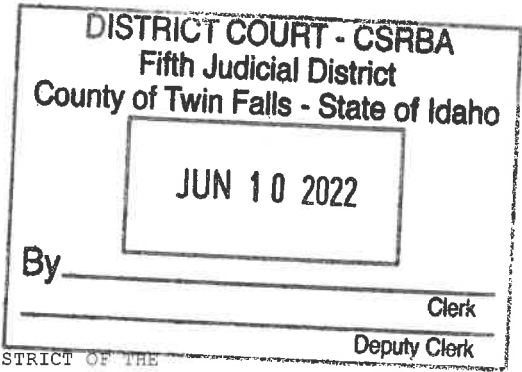 DISTRICT COURT - CSRBA
Fifth Judicial District
County of Twin Falls - State of Idaho
JUN 10 2022
By
Clerk
Deputy Clerk
STRICT OF THE